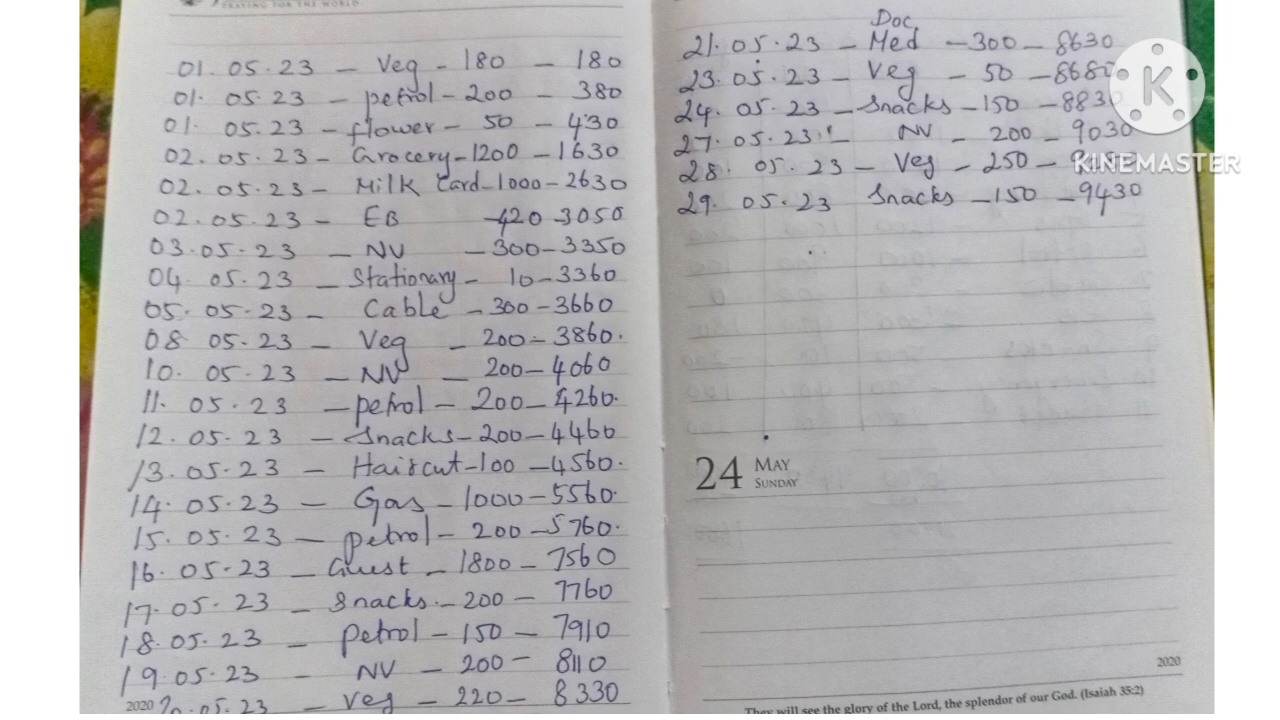 PRAYING FOR THE WORLD
01. 05. 23 - Veg - 180 - 180
01. 05. 23 - petrol - 200 - 380
01. 05. 23 - flower - 50 - 430
02. 05. 23 - Grocery - 1200 - 1630
02. 05. 23 - Milk Card - 1000 - 2630
02. 05. 23 - EB - 420 - 3050
03. 05. 23 - NV - 300 - 3350
04. 05. 23 - Stationary - 10 - 3360
05. 05. 23 - Cable - 300 - 3660
08 05. 23 - Veg - 200 - 3860.
10. 05. 23 - NV - 200 - 4060
11. 05. 23 - petrol - 200 - 4260.
12. 05. 23 - Snacks - 200 - 4460
13. 05. 23 - Haircut - 100 - 4560.
14. 05. 23 - Gas - 1000 - 5560.
15. 05. 23 - petrol - 200 - 5760.
16. 05. 23 - Guest - 1800 - 7560
17. 05. 23 - Snacks. - 200 - 7760
18. 05. 23 - petrol - 150 - 7910
19. 05. 23 - NV - 200 - 8110
20. 05. 23 - Veg - 220 - 8330
2020
Doc
21. 05. 23 - Med - 300 - 8630
23. 05. 23 - Veg - 50 - 8680
24. 05. 23 - Snacks - 150 - 8830
27. 05. 23 - NV - 200 - 9030
28. 05. 23 - Veg - 250 -
29. 05. 23 Snacks - 150 - 9430
K
KINEMASTER
24 MAY
SUNDAY
2020
They will see the glory of the Lord, the splendor of our God. (Isaiah 35:2)